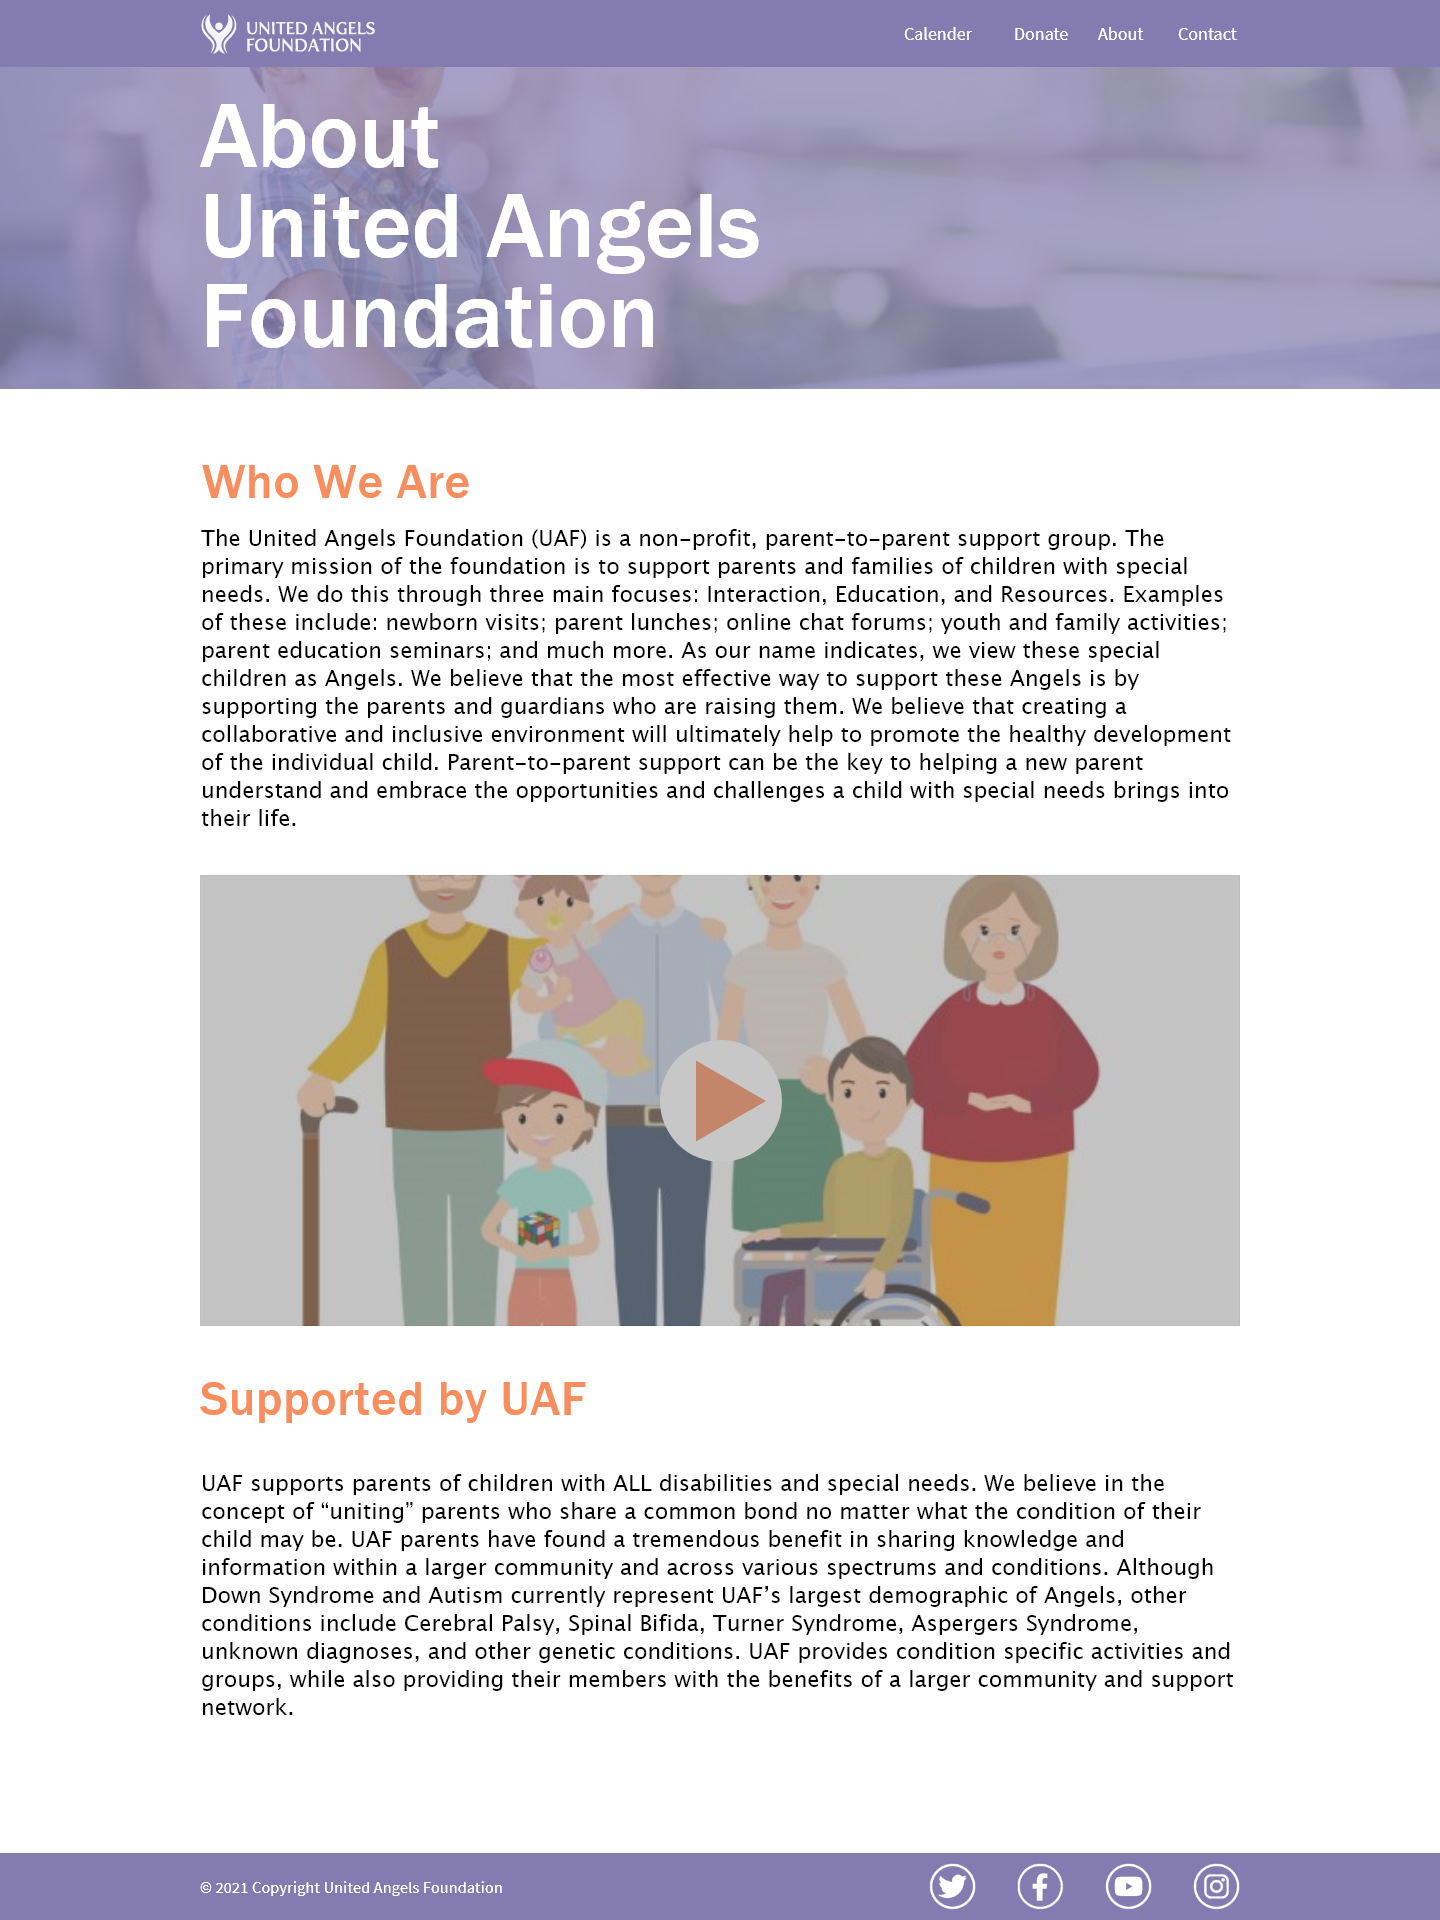 UNITED ANGELS
FOUNDATION
Calender Donate About Contact
About
United Angels
Foundation
Who We Are
The United Angels Foundation (UAF) is a non-profit, parent-to-parent support group. The
primary mission of the foundation is to support parents and families of children with special
needs. We do this through three main focuses: Interaction, Education, and Resources. Examples
of these include: newborn visits; parent lunches; online chat forums; youth and family activities;
parent education seminars; and much more. As our name indicates, we view these special
children as Angels. We believe that the most effective way to support these Angels is by
supporting the parents and guardians who are raising them. We believe that creating a
collaborative and inclusive environment will ultimately help to promote the healthy development
of the individual child. Parent-to-parent support can be the key to helping a new parent
understand and embrace the opportunities and challenges a child with special needs brings into
their life.
Supported by UAF
UAF supports parents of children with ALL disabilities and special needs. We believe in the
concept of “uniting” parents who share a common bond no matter what the condition of their
child may be. UAF parents have found a tremendous benefit in sharing knowledge and
information within a larger community and across various spectrums and conditions. Although
Down Syndrome and Autism currently represent UAF’s largest demographic of Angels, other
conditions include Cerebral Palsy, Spinal Bifida, Turner Syndrome, Aspergers Syndrome,
unknown diagnoses, and other genetic conditions. UAF provides condition specific activities and
groups, while also providing their members with the benefits of a larger community and support
network.
© 2021 Copyright United Angels Foundation